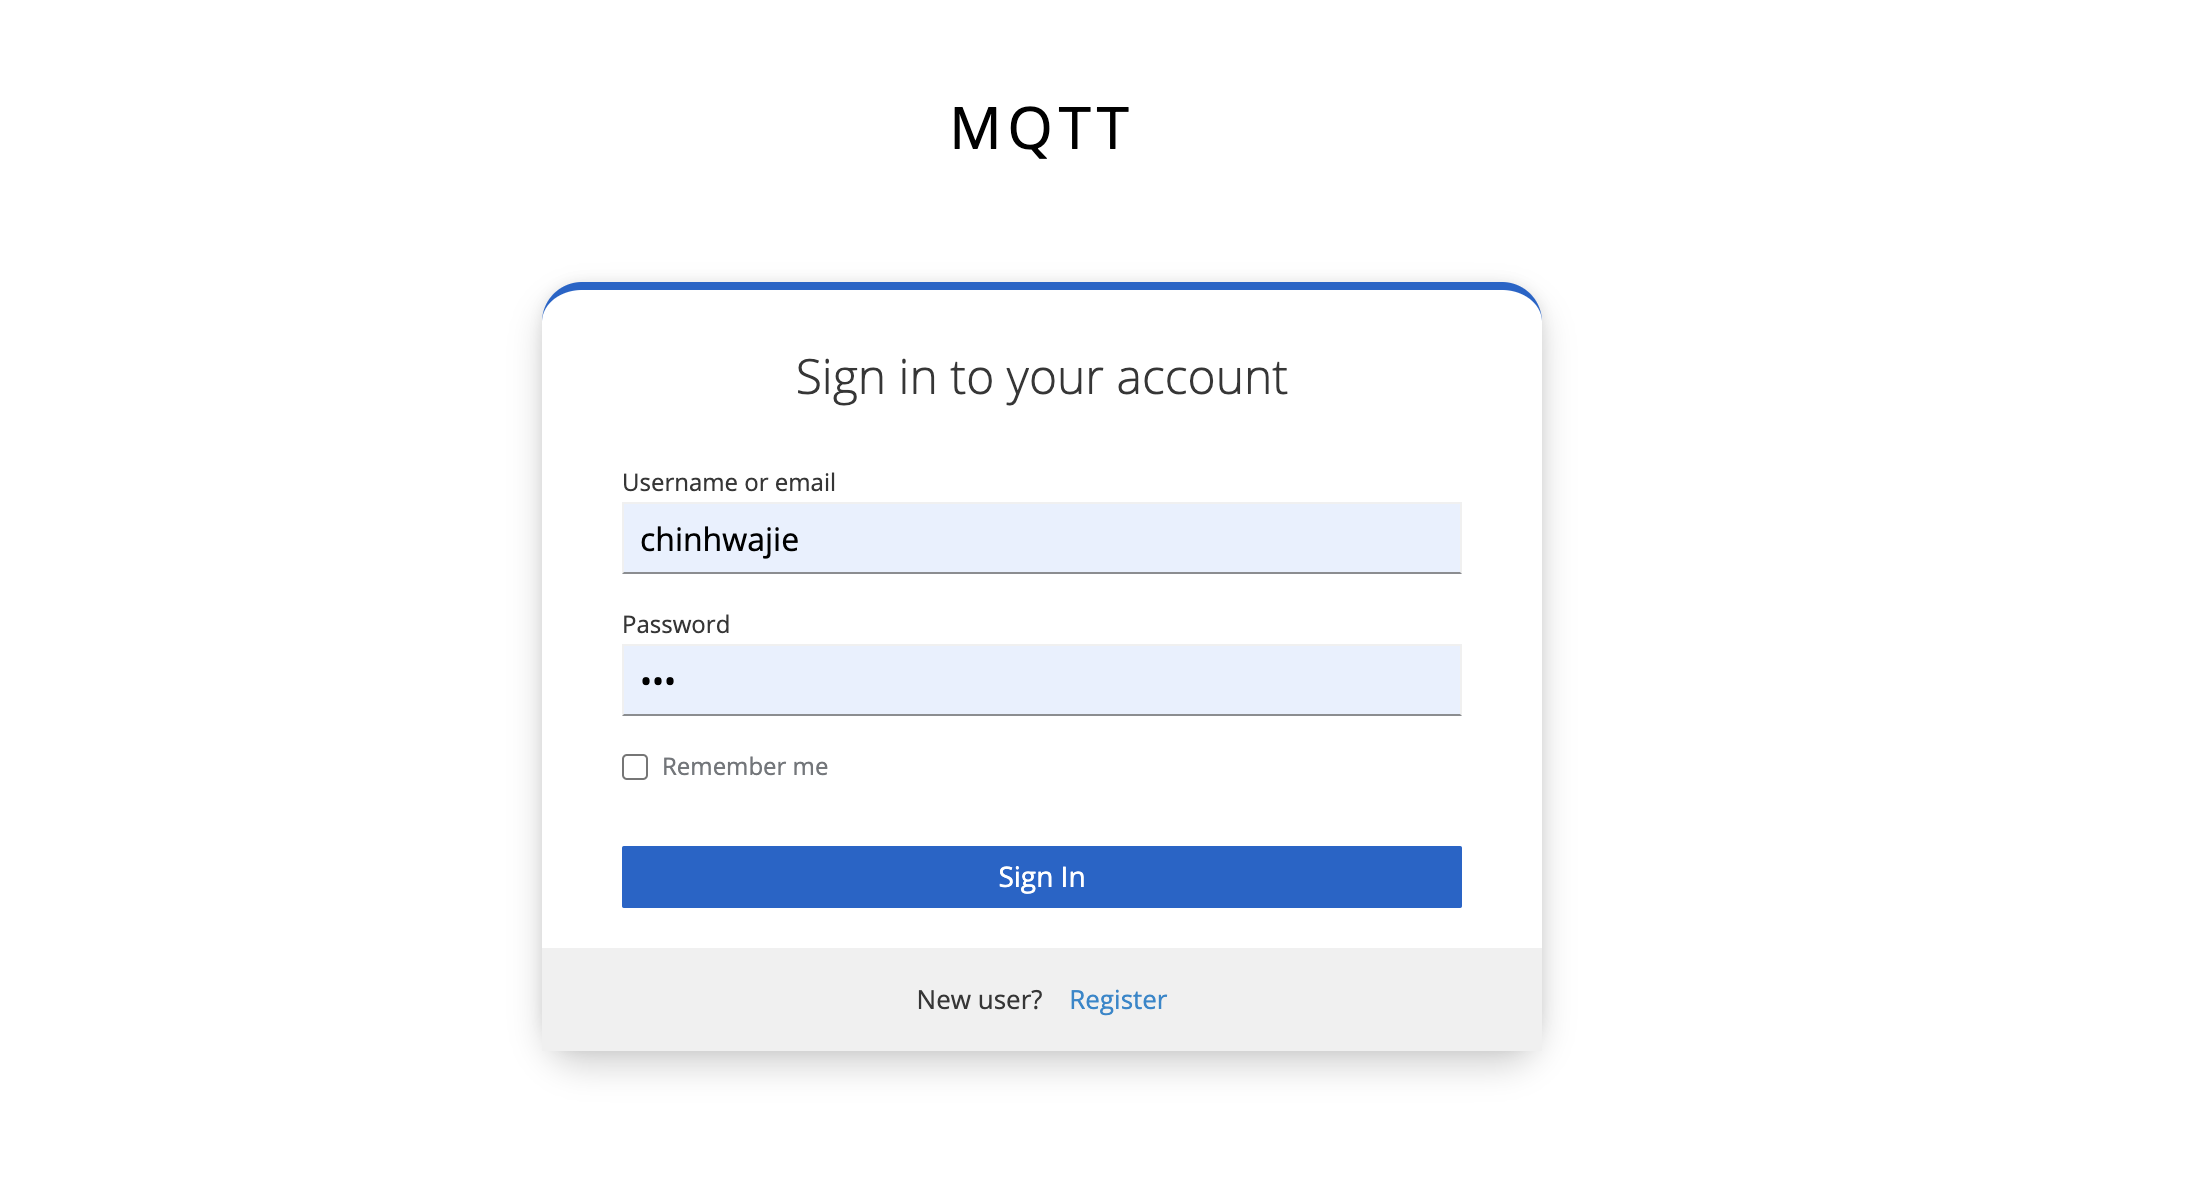 MQTT
Sign in to your account
Username or email
chinhwajie
Password
•••
Remember me
Sign In
New user? Register